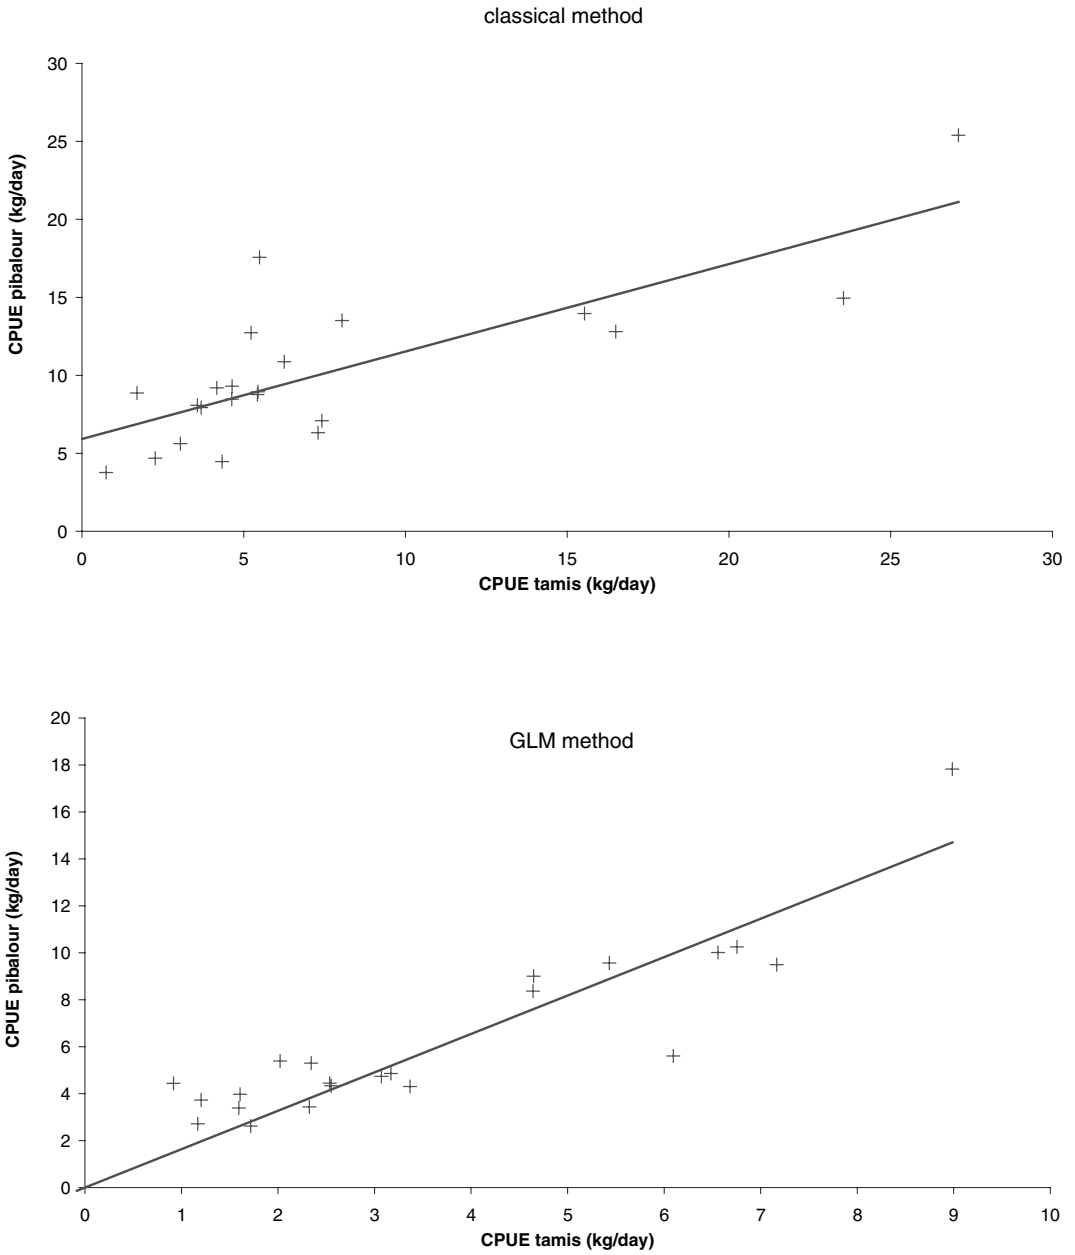 classical method
30
25
20
15
10
5
0
CPUE pibalour (kg/day)
0 5 10 15 20 25 30
CPUE tamis (kg/day)
GLM method
20
18
16
14
12
10
8
6
4
2
0
CPUE pibalour (kg/day)
0 1 2 3 4 5 6 7 8 9 10
CPUE tamis (kg/day)